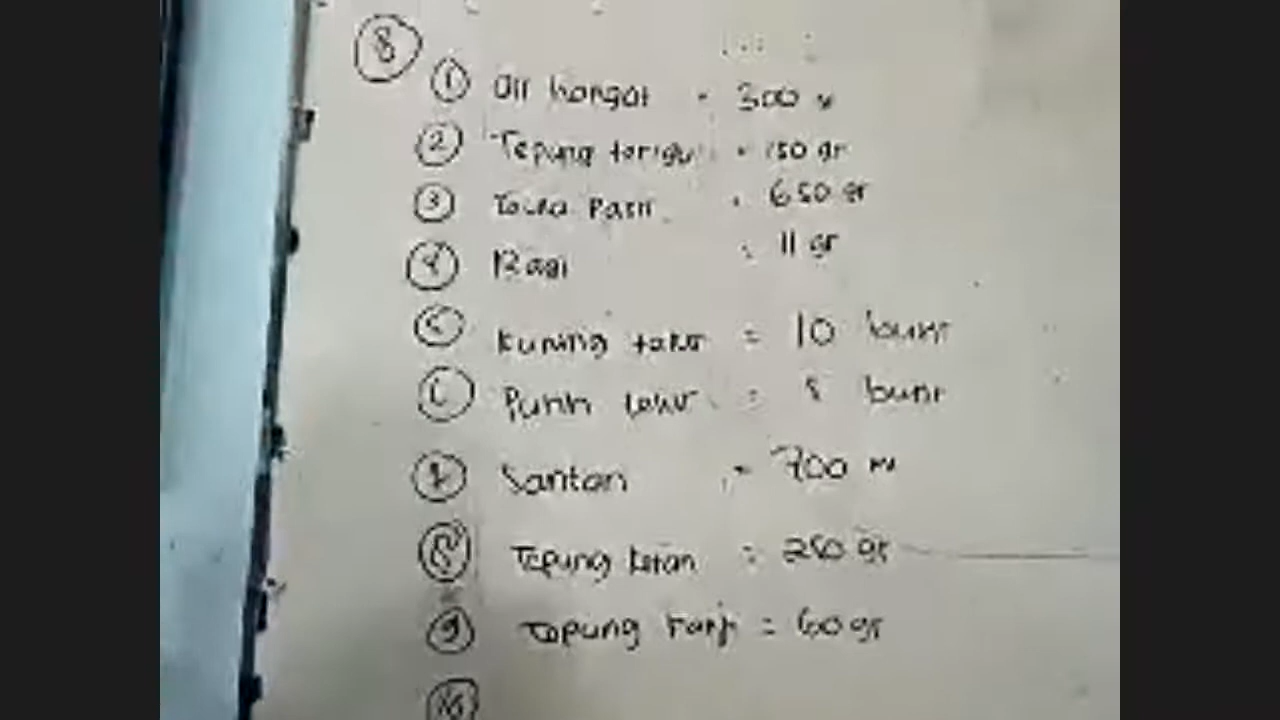 8
1 Air hangat = 300 ml
2 Tepung terigu = 150 gr
3 Gula Pasir : 650 gr
4 Ragi : 11 gr
5 Kuning telur = 10 butir
6 Putih telur = 8 butir
7 Santan = 700 ml
8 Tepung ketan : 250 gr
9 Tepung Kanji = 60 gr
10